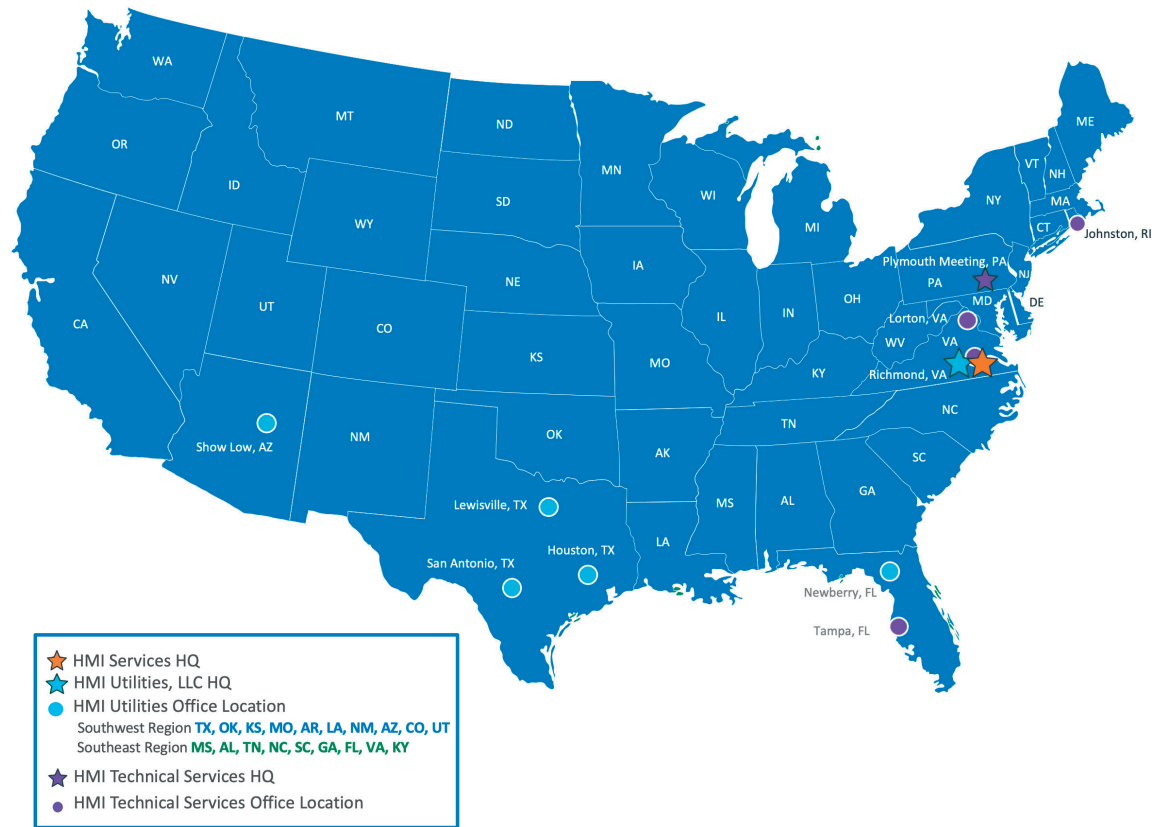 WA
MT
ND
ME
OR
MN
VT
NH
ID
SD
WI
NY
MA
WY
MI
CT
Johnston, RI
IA
Plymouth Meeting, PA
NV
NE
PA
NJ
UT
OH
MD
DE
CA
CO
IL
IN
Lorton, VA
WV
VA
KS
MO
KY
Richmond, VA
NC
TN
NM
OK
Show Low, AZ
AK
SC
MS
AL
GA
Lewisville, TX
LA
Houston, TX
San Antonio, TX
Newberry, FL
Tampa, FL
HMI Services HQ
HMI Utilities, LLC HQ
HMI Utilities Office Location
Southwest Region TX, OK, KS, MO, AR, LA, NM, AZ, CO, UT
Southeast Region MS, AL, TN, NC, SC, GA, FL, VA, KY
HMI Technical Services HQ
HMI Technical Services Office Location